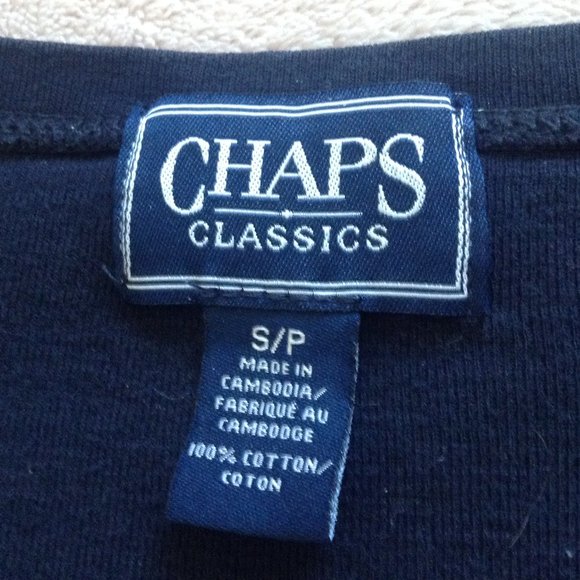 CHAPS
CLASSICS
S/P
MADE IN
CAMBODIA/
FABRIQUÉ AU
CAMBODGE
100% COTTON/
COTON